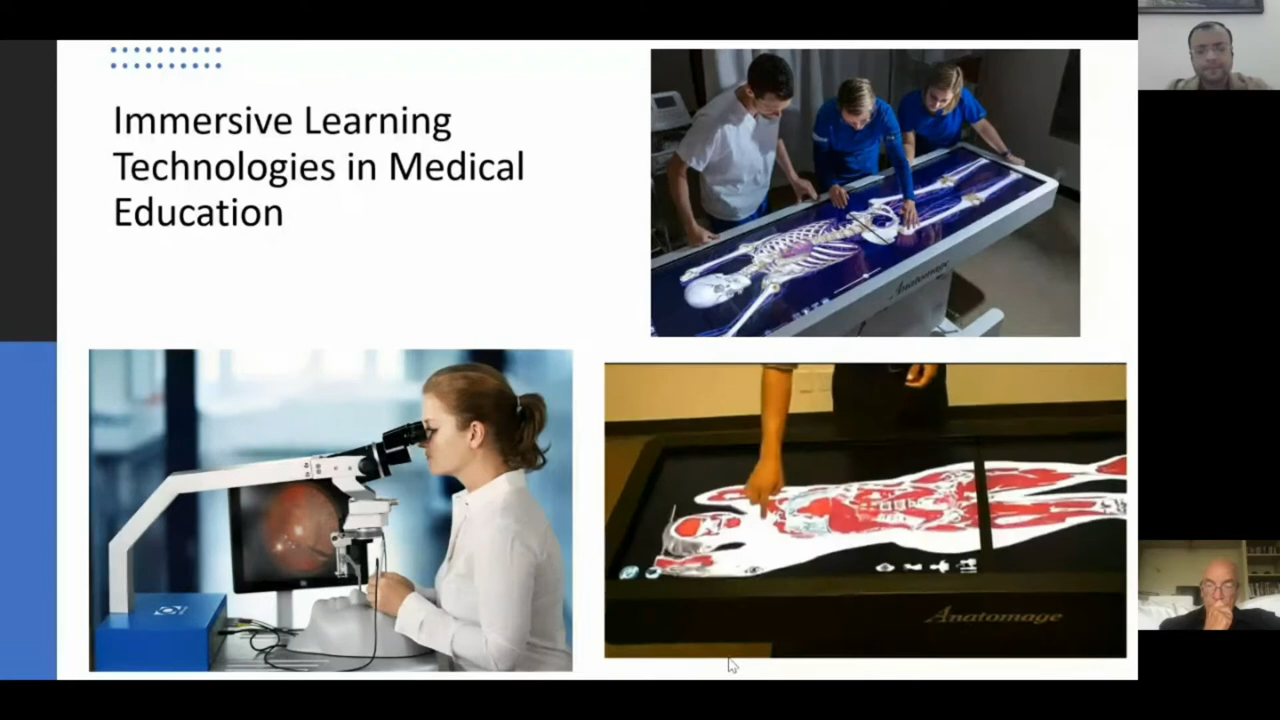 Immersive Learning
Technologies in Medical
Education
Anatomage
Anatomage